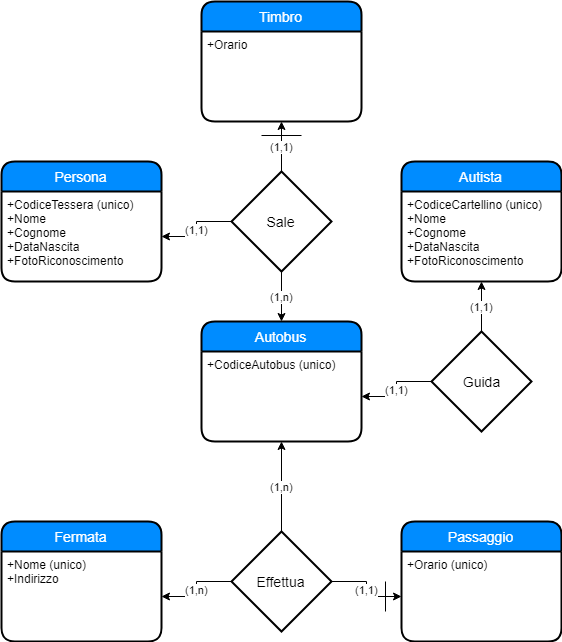 Timbro
+Orario
(1,1)
Persona
+CodiceTessera (unico)
+Nome
+Cognome
+DataNascita
+FotoRiconoscimento
Autista
+CodiceCartellino (unico)
+Nome
+Cognome
+DataNascita
+FotoRiconoscimento
Sale
(1,1)
(1,n)
(1,1)
Autobus
+CodiceAutobus (unico)
Guida
(1,1)
(1,n)
Fermata
+Nome (unico)
+Indirizzo
Passaggio
+Orario (unico)
Effettua
(1,n)
(1,1)